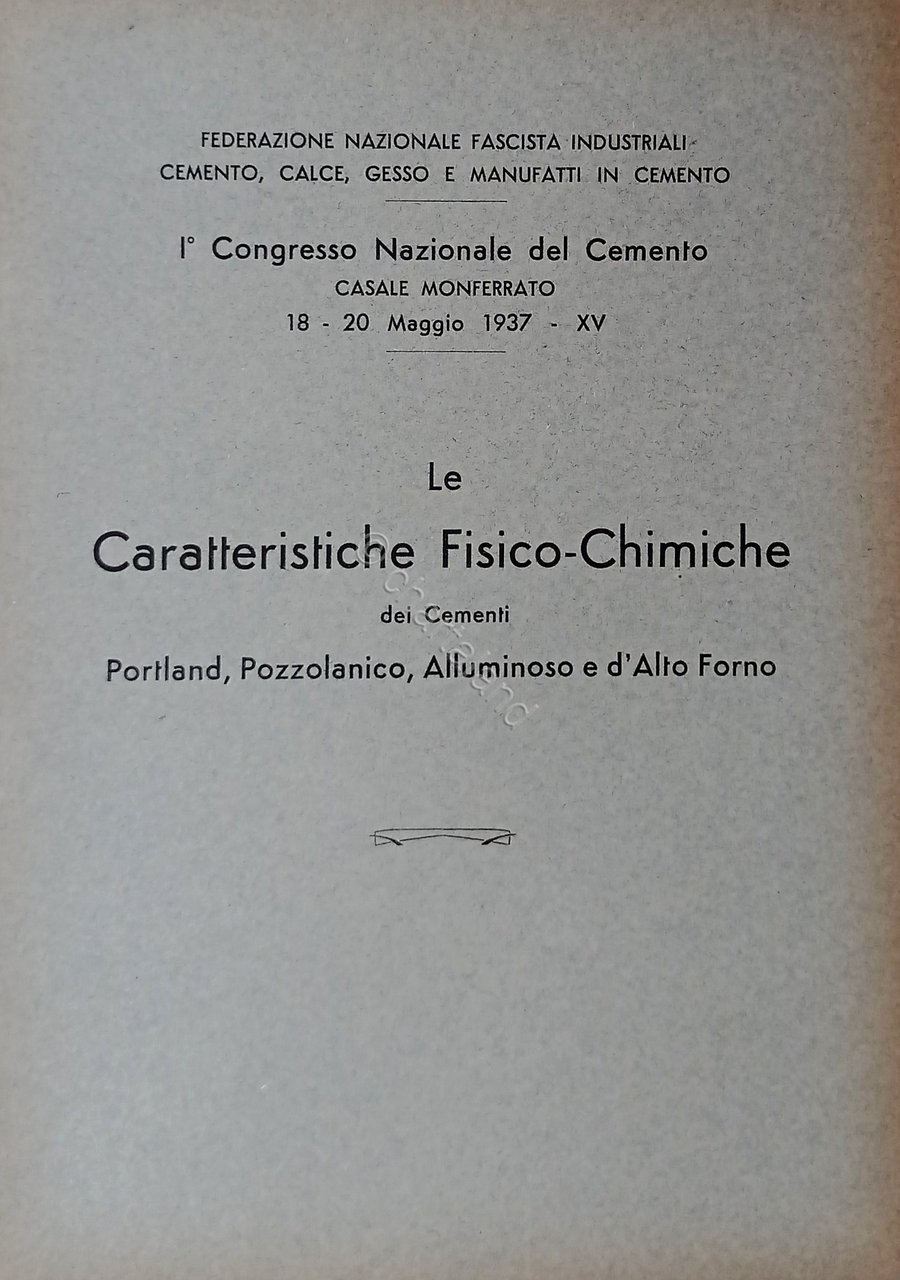 FEDERAZIONE NAZIONALE FASCISTA INDUSTRIALI
CEMENTO, CALCE, GESSO E MANUFATTI IN CEMENTO
I° Congresso Nazionale del Cemento
CASALE MONFERRATO
18 - 20 Maggio 1937 - XV
Le
Caratteristiche Fisico-Chimiche
dei Cementi
Portland, Pozzolanico, Alluminoso e d'Alto Forno